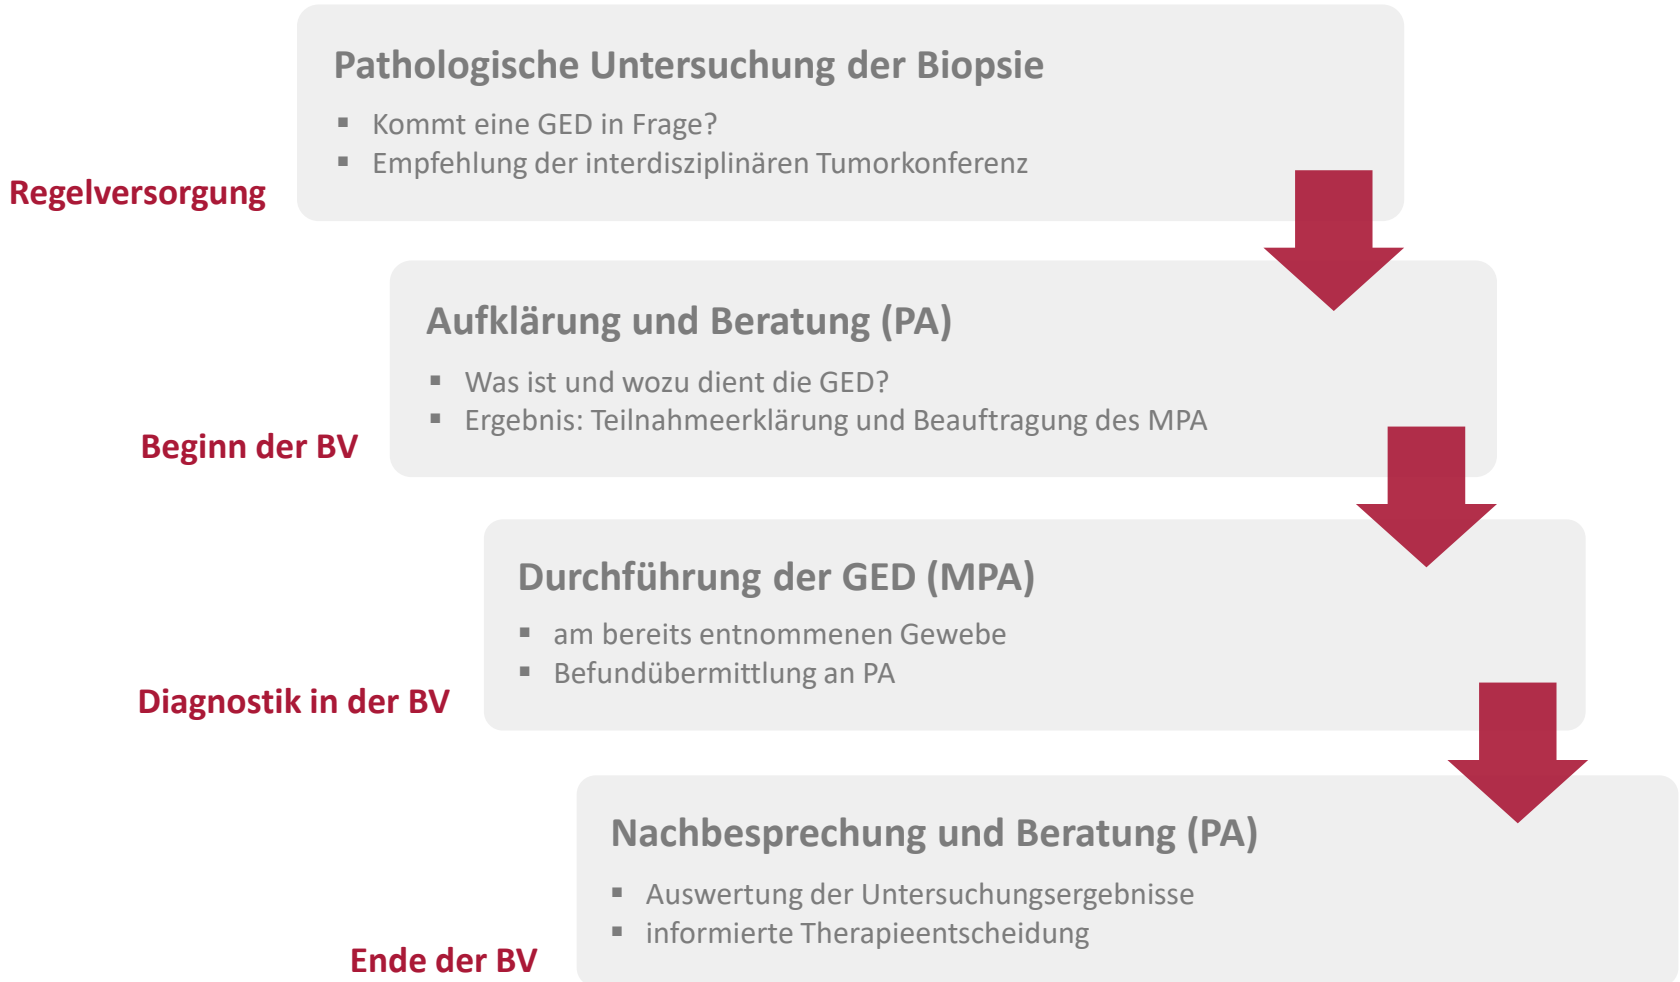 Pathologische Untersuchung der Biopsie
▪ Kommt eine GED in Frage?
▪ Empfehlung der interdisziplinären Tumorkonferenz
Regelversorgung
Aufklärung und Beratung (PA)
▪ Was ist und wozu dient die GED?
▪ Ergebnis: Teilnahmeerklärung und Beauftragung des MPA
Beginn der BV
Durchführung der GED (MPA)
▪ am bereits entnommenen Gewebe
▪ Befundübermittlung an PA
Diagnostik in der BV
Nachbesprechung und Beratung (PA)
▪ Auswertung der Untersuchungsergebnisse
▪ informierte Therapieentscheidung
Ende der BV